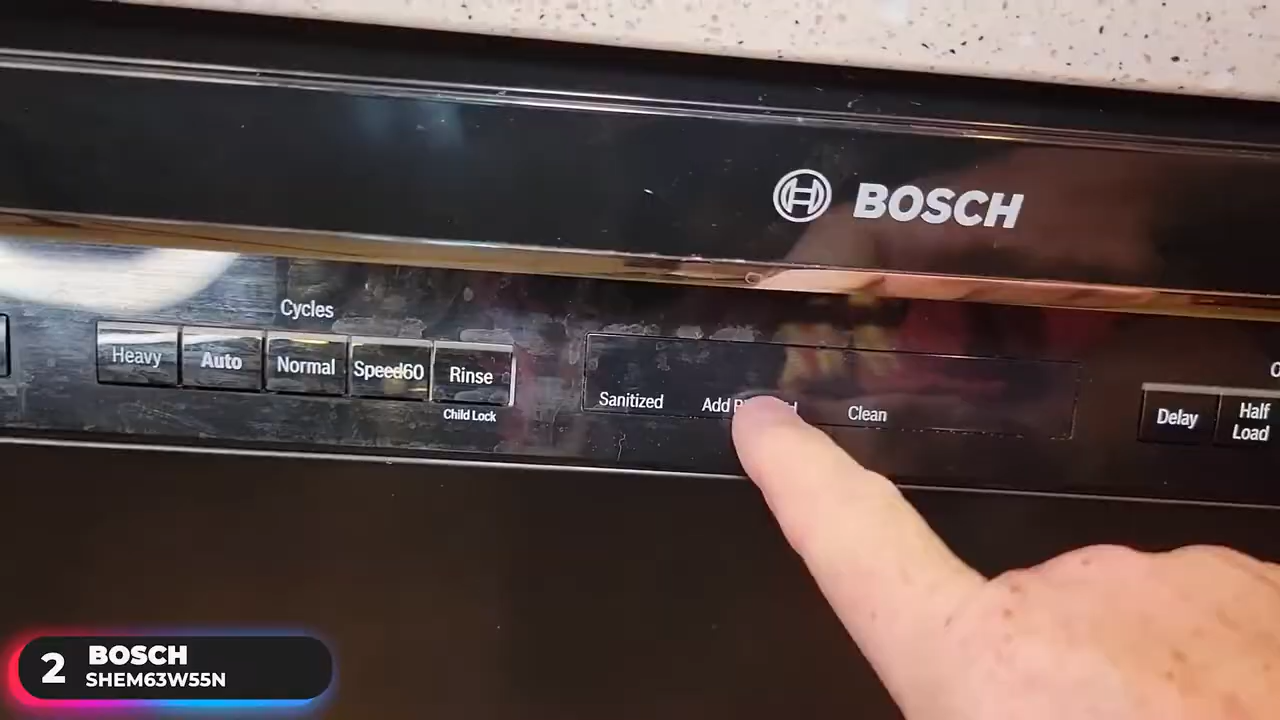 BOSCH
Cycles
Heavy
Auto
Normal
Speed60
Rinse
Child Lock
Sanitized
Add
Clean
Delay
Half
Load
2
BOSCH
SHEM63W55N